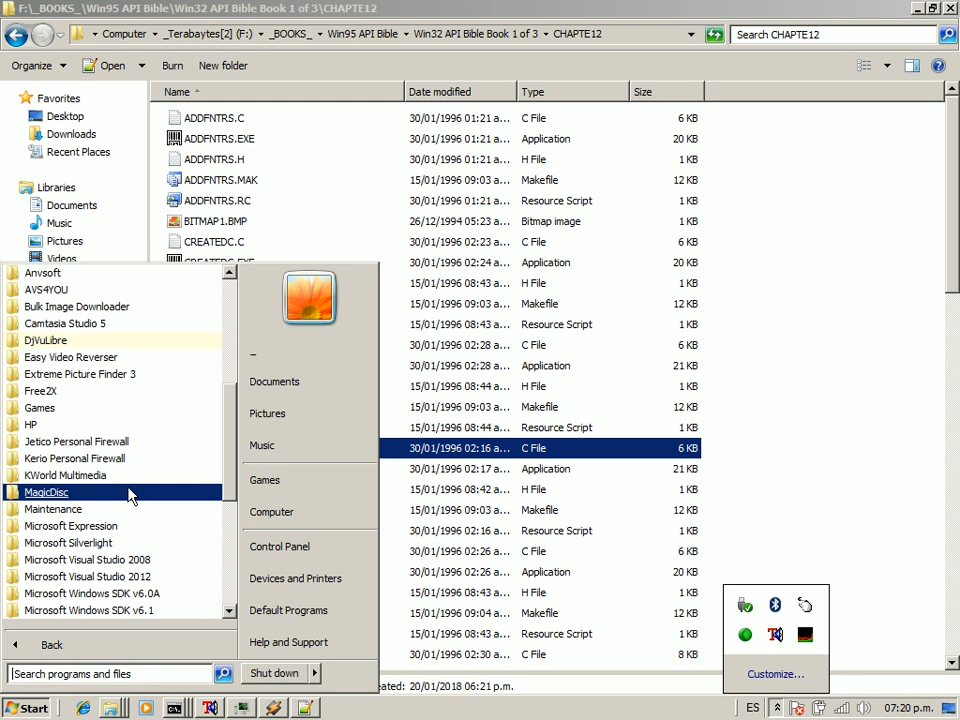 F:\_BOOKS_\Win95 API Bible\Win32 API Bible Book 1 of 3\CHAPTE12
Computer _Terabytes[2] (F:) _BOOKS_ Win95 API Bible Win32 API Bible Book 1 of 3 CHAPTE12 Search CHAPTE12
Organize Open Burn New folder
Name Date modified Type Size
Favorites
Desktop
Downloads
Recent Places
Libraries
Documents
Music
Pictures
Videos
ADDFNTRS.C 30/01/1996 01:21 a... C File 6 KB
ADDFNTRS.EXE 30/01/1996 01:21 a... Application 20 KB
ADDFNTRS.H 30/01/1996 01:21 a... H File 1 KB
ADDFNTRS.MAK 15/01/1996 09:03 a... Makefile 12 KB
ADDFNTRS.RC 30/01/1996 01:21 a... Resource Script 1 KB
BITMAP1.BMP 26/12/1994 05:23 a... Bitmap image 1 KB
CREATEDC.C 30/01/1996 02:23 a... C File 6 KB
CREATEDC.EXE 30/01/1996 02:24 a... Application 20 KB
15/01/1996 08:43 a... H File 1 KB
15/01/1996 09:03 a... Makefile 12 KB
15/01/1996 08:43 a... Resource Script 1 KB
30/01/1996 02:28 a... C File 6 KB
30/01/1996 02:28 a... Application 21 KB
15/01/1996 08:44 a... H File 1 KB
15/01/1996 09:03 a... Makefile 12 KB
15/01/1996 08:44 a... Resource Script 1 KB
30/01/1996 02:16 a... C File 6 KB
30/01/1996 02:17 a... Application 21 KB
15/01/1996 08:42 a... H File 1 KB
15/01/1996 09:03 a... Makefile 12 KB
30/01/1996 02:16 a... Resource Script 1 KB
30/01/1996 02:26 a... C File 6 KB
30/01/1996 02:26 a... Application 20 KB
15/01/1996 08:43 a... H File 1 KB
15/01/1996 09:04 a... Makefile 12 KB
15/01/1996 08:43 a... Resource Script 1 KB
30/01/1996 02:30 a... C File 8 KB
Anvsoft
AVS4YOU
Bulk Image Downloader
Camtasia Studio 5
DjVuLibre
Easy Video Reverser
Extreme Picture Finder 3
Free2X
Games
HP
Jetico Personal Firewall
Kerio Personal Firewall
KWorld Multimedia
MagicDisc
Maintenance
Microsoft Expression
Microsoft Silverlight
Microsoft Visual Studio 2008
Microsoft Visual Studio 2012
Microsoft Windows SDK v6.0A
Microsoft Windows SDK v6.1
Back
Search programs and files
_
Documents
Pictures
Music
Games
Computer
Control Panel
Devices and Printers
Default Programs
Help and Support
Shut down
eated: 20/01/2018 06:21 p.m.
Customize...
Start ES 07:20 p.m.